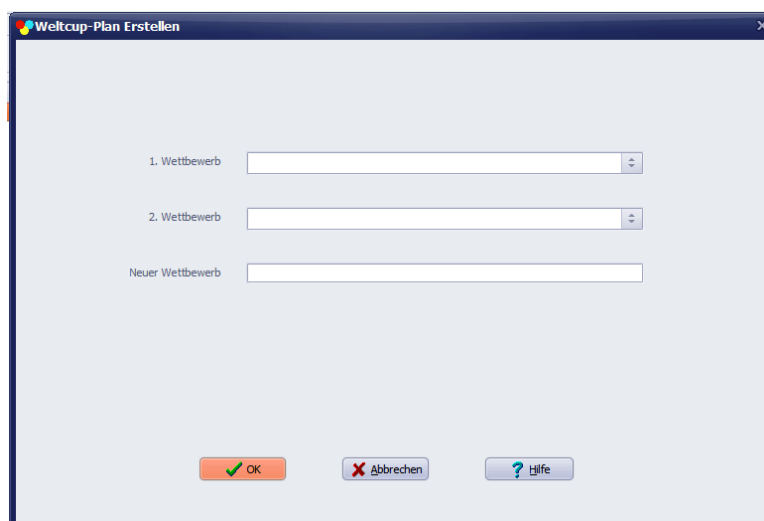 Weltcup-Plan Erstellen
1. Wettbewerb
2. Wettbewerb
Neuer Wettbewerb
OK Abbrechen Hilfe